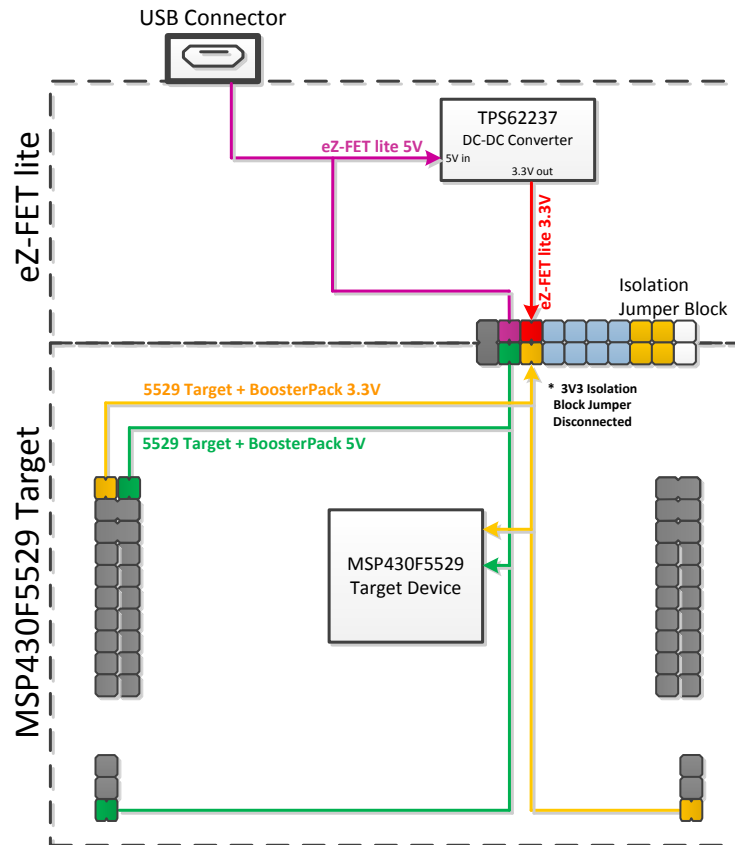 USB Connector
eZ-FET lite
TPS62237
DC-DC Converter
5V in
3.3V out
eZ-FET lite 5V
eZ-FET lite 3.3V
Isolation
Jumper Block
MSP430F5529 Target
5529 Target + BoosterPack 3.3V
* 3V3 Isolation
Block Jumper
Disconnected
5529 Target + BoosterPack 5V
MSP430F5529
Target Device